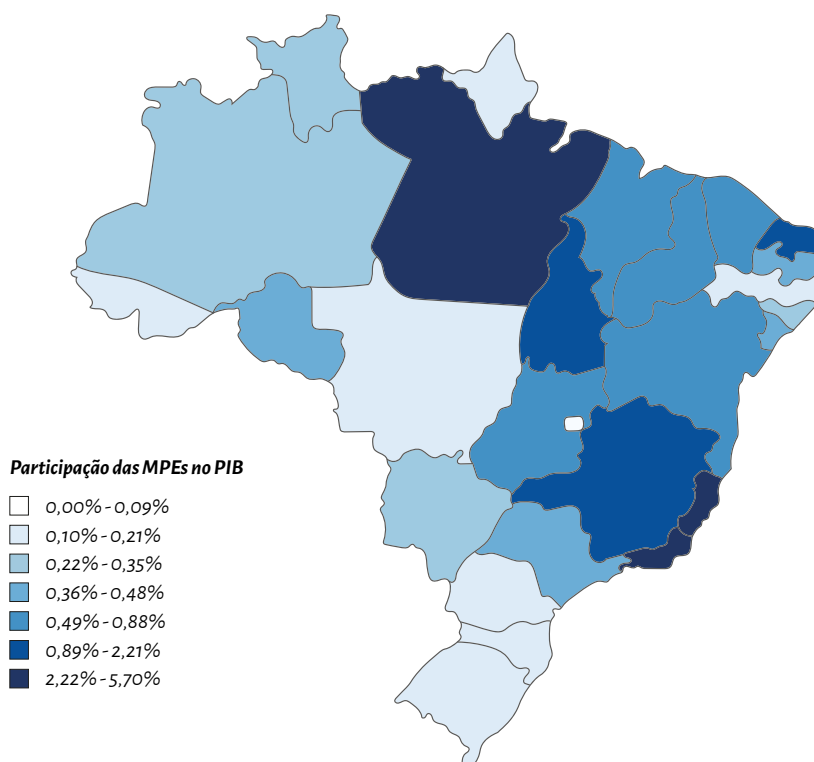 Participação das MPEs no PIB
0,00% - 0,09%
0,10% - 0,21%
0,22% - 0,35%
0,36% - 0,48%
0,49% - 0,88%
0,89% - 2,21%
2,22% - 5,70%